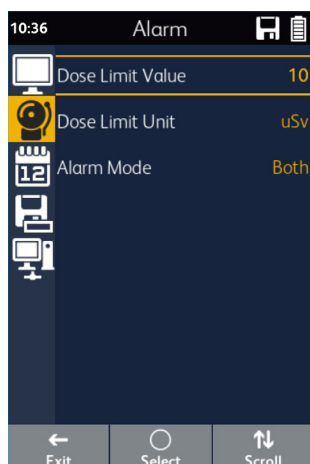 10:36 Alarm
Dose Limit Value 10
Dose Limit Unit uSv
Alarm Mode Both
12
Exit Select Scroll